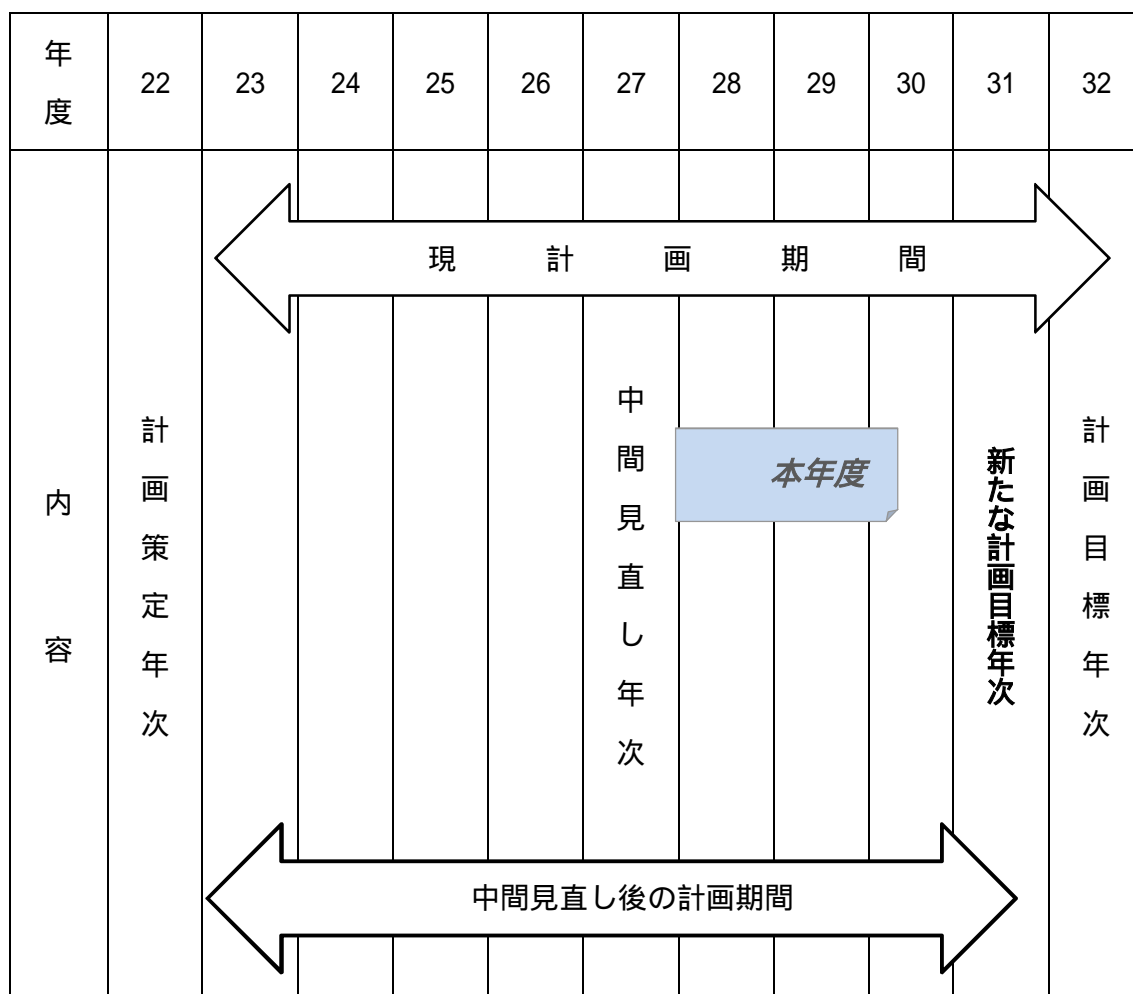 年度 22 23 24 25 26 27 28 29 30 31 32
内容
現計画期間
計画策定年次
中間見直し年次
本年度
新たな計画目標年次
計画目標年次
中間見直し後の計画期間